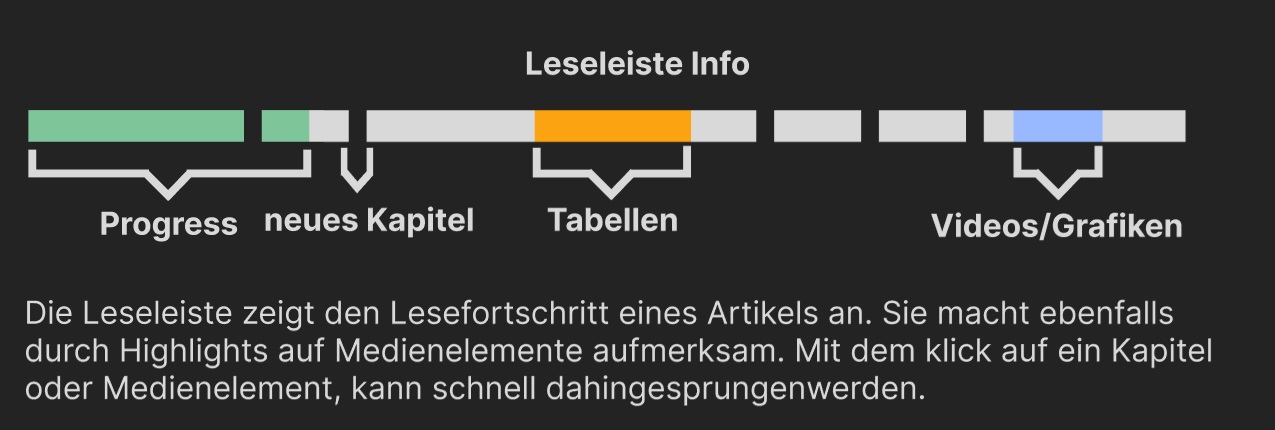 Leseleiste Info
Progress neues Kapitel Tabellen Videos/Grafiken
Die Leseleiste zeigt den Lesefortschritt eines Artikels an. Sie macht ebenfalls
durch Highlights auf Medienelemente aufmerksam. Mit dem klick auf ein Kapitel
oder Medienelement, kann schnell dahingesprungenwerden.